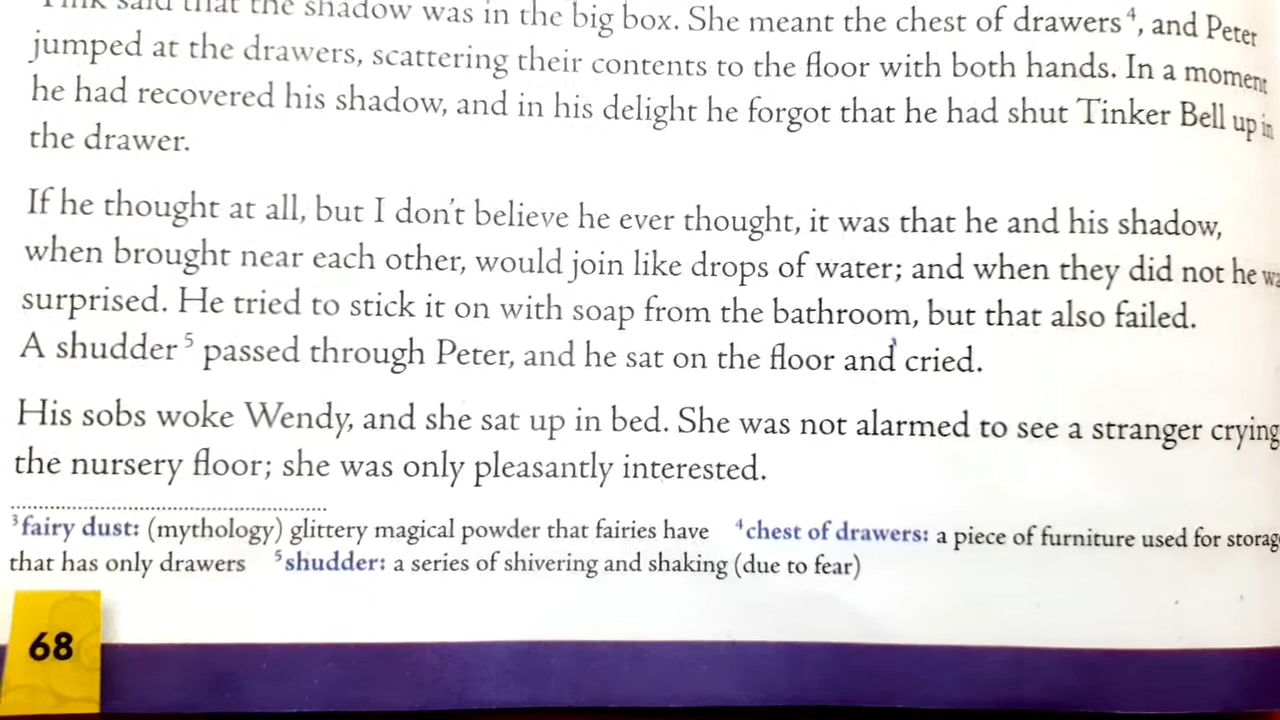 Tink said that the shadow was in the big box. She meant the chest of drawers⁴, and Peter
jumped at the drawers, scattering their contents to the floor with both hands. In a moment
he had recovered his shadow, and in his delight he forgot that he had shut Tinker Bell up in
the drawer.
If he thought at all, but I don't believe he ever thought, it was that he and his shadow,
when brought near each other, would join like drops of water; and when they did not he
surprised. He tried to stick it on with soap from the bathroom, but that also failed.
A shudder⁵ passed through Peter, and he sat on the floor and cried.
His sobs woke Wendy, and she sat up in bed. She was not alarmed to see a stranger crying
the nursery floor; she was only pleasantly interested.
³fairy dust: (mythology) glittery magical powder that fairies have ⁴chest of drawers: a piece of furniture used for
that has only drawers ⁵shudder: a series of shivering and shaking (due to fear)
68